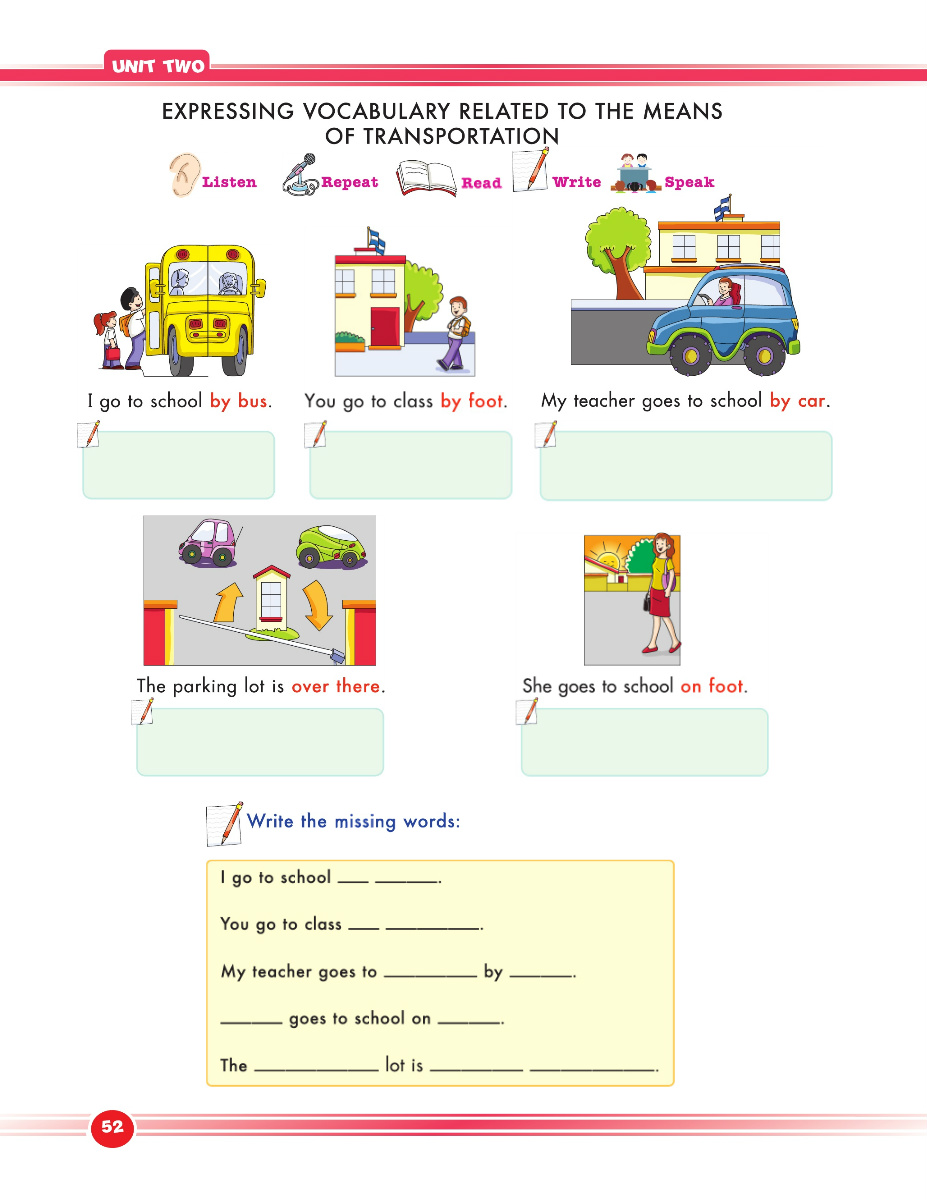 UNIT TWO
EXPRESSING VOCABULARY RELATED TO THE MEANS
OF TRANSPORTATION
Listen Repeat Read Write Speak
I go to school by bus. You go to class by foot. My teacher goes to school by car.
The parking lot is over there. She goes to school on foot.
Write the missing words:
I go to school ___ ______.
You go to class ___ _________.
My teacher goes to _________ by ______.
______ goes to school on ______.
The ____________ lot is _________ ____________.
52